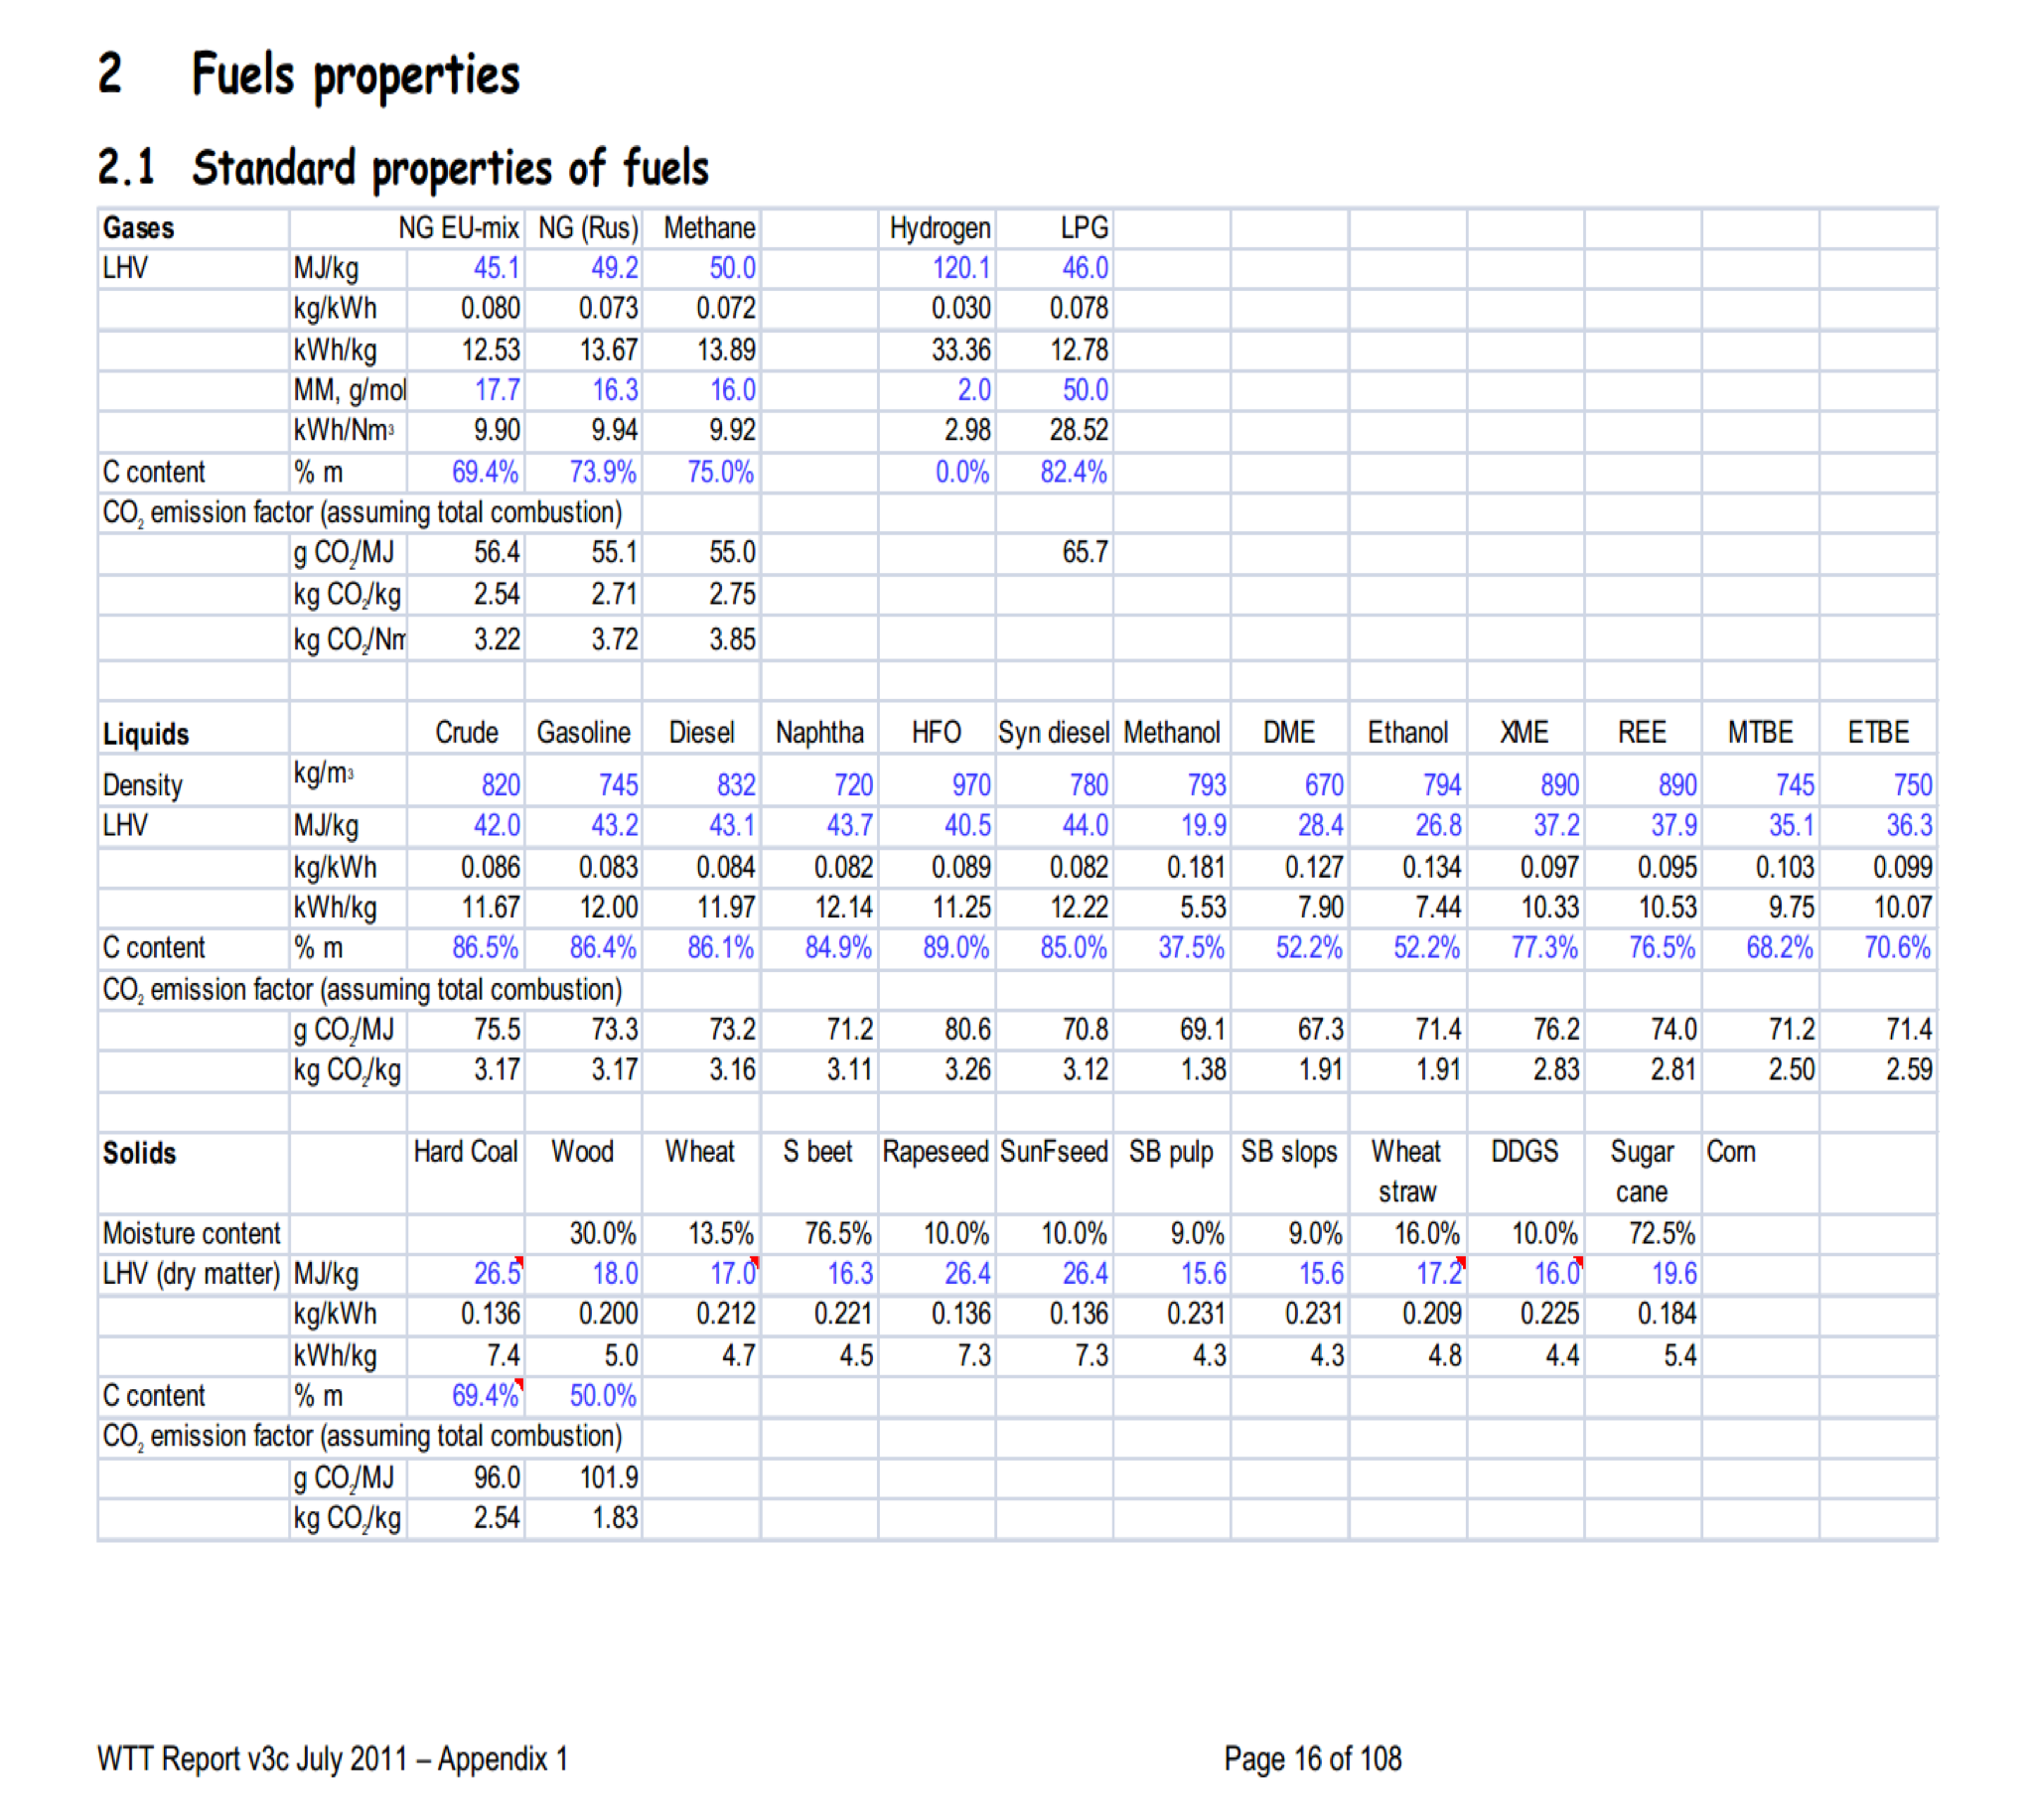 2 Fuels properties
2.1 Standard properties of fuels
Gases NG EU-mix NG (Rus) Methane Hydrogen LPG
LHV MJ/kg 45.1 49.2 50.0 120.1 46.0
kg/kWh 0.080 0.073 0.072 0.030 0.078
kWh/kg 12.53 13.67 13.89 33.36 12.78
MM, g/mol 17.7 16.3 16.0 2.0 50.0
kWh/Nm³ 9.90 9.94 9.92 2.98 28.52
C content % m 69.4% 73.9% 75.0% 0.0% 82.4%
CO₂ emission factor (assuming total combustion)
g CO₂/MJ 56.4 55.1 55.0 65.7
kg CO₂/kg 2.54 2.71 2.75
kg CO₂/Nm 3.22 3.72 3.85
Liquids Crude Gasoline Diesel Naphtha HFO Syn diesel Methanol DME Ethanol XME REE MTBE ETBE
Density kg/m³ 820 745 832 720 970 780 793 670 794 890 890 745 750
LHV MJ/kg 42.0 43.2 43.1 43.7 40.5 44.0 19.9 28.4 26.8 37.2 37.9 35.1 36.3
kg/kWh 0.086 0.083 0.084 0.082 0.089 0.082 0.181 0.127 0.134 0.097 0.095 0.103 0.099
kWh/kg 11.67 12.00 11.97 12.14 11.25 12.22 5.53 7.90 7.44 10.33 10.53 9.75 10.07
C content % m 86.5% 86.4% 86.1% 84.9% 89.0% 85.0% 37.5% 52.2% 52.2% 77.3% 76.5% 68.2% 70.6%
CO₂ emission factor (assuming total combustion)
g CO₂/MJ 75.5 73.3 73.2 71.2 80.6 70.8 69.1 67.3 71.4 76.2 74.0 71.2 71.4
kg CO₂/kg 3.17 3.17 3.16 3.11 3.26 3.12 1.38 1.91 1.91 2.83 2.81 2.50 2.59
Solids Hard Coal Wood Wheat S beet Rapeseed SunFseed SB pulp SB slops Wheat DDGS Sugar Corn
straw cane
Moisture content 30.0% 13.5% 76.5% 10.0% 10.0% 9.0% 9.0% 16.0% 10.0% 72.5%
LHV (dry matter) MJ/kg 26.5 18.0 17.0 16.3 26.4 26.4 15.6 15.6 17.2 16.0 19.6
kg/kWh 0.136 0.200 0.212 0.221 0.136 0.136 0.231 0.231 0.209 0.225 0.184
kWh/kg 7.4 5.0 4.7 4.5 7.3 7.3 4.3 4.3 4.8 4.4 5.4
C content % m 69.4% 50.0%
CO₂ emission factor (assuming total combustion)
g CO₂/MJ 96.0 101.9
kg CO₂/kg 2.54 1.83
WTT Report v3c July 2011 – Appendix 1 Page 16 of 108